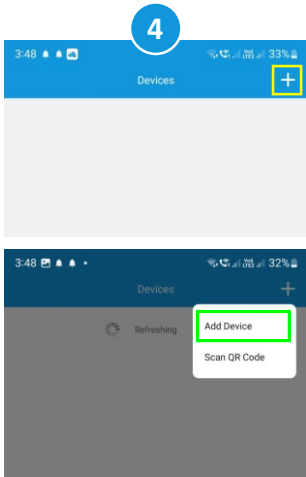 4
3:48 33%
Devices
+
3:48 32%
Devices
+
Refreshing
Add Device
Scan QR Code